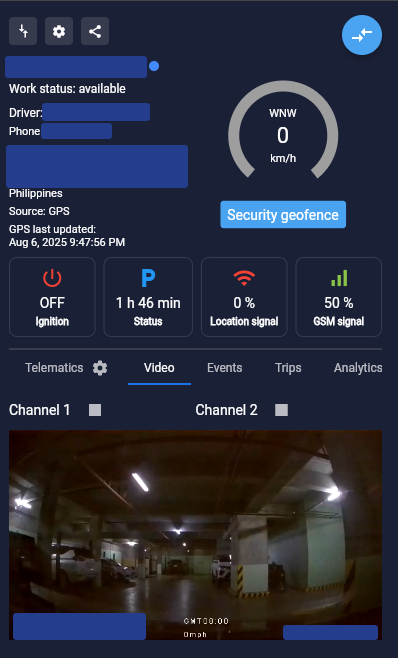 Work status: available
Driver:
Phone
WNW
0
km/h
Philippines
Source: GPS
GPS last updated:
Aug 6, 2025 9:47:56 PM
Security geofence
P
OFF
Ignition
1 h 46 min
Status
0 %
Location signal
50 %
GSM signal
Telematics
Video
Events
Trips
Analytics
Channel 1
Channel 2
GMT08:00
0mph